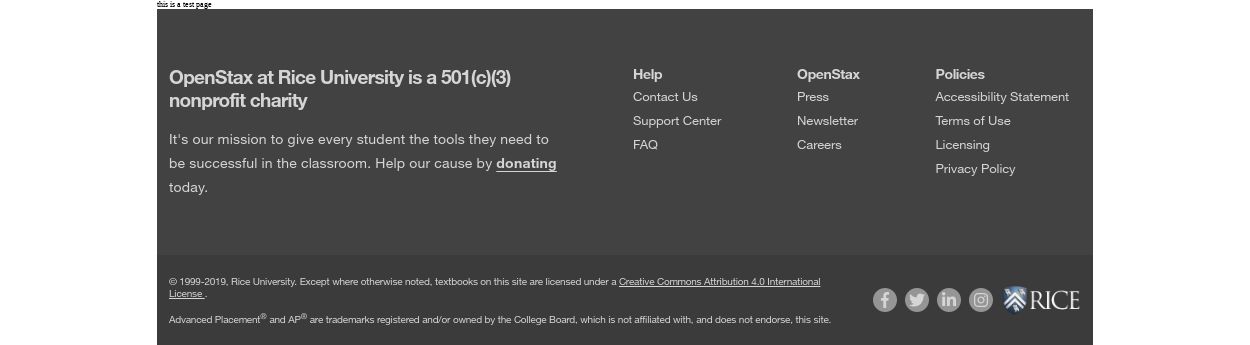 this is a test page
OpenStax at Rice University is a 501(c)(3)
nonprofit charity
It's our mission to give every student the tools they need to
be successful in the classroom. Help our cause by donating
today.
Help
Contact Us
Support Center
FAQ
OpenStax
Press
Newsletter
Careers
Policies
Accessibility Statement
Terms of Use
Licensing
Privacy Policy
© 1999-2019, Rice University. Except where otherwise noted, textbooks on this site are licensed under a Creative Commons Attribution 4.0 International
License .
Advanced Placement® and AP® are trademarks registered and/or owned by the College Board, which is not affiliated with, and does not endorse, this site.
RICE